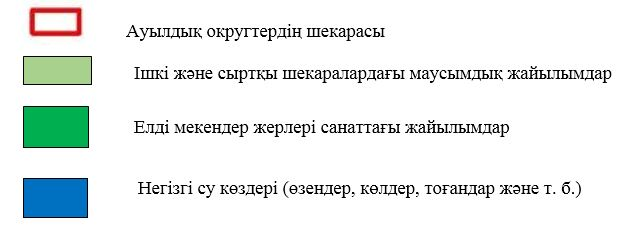 Ауылдық округтердің шекарасы
Ішкі және сыртқы шекаралардағы маусымдық жайылымдар
Елді мекендер жерлері санаттағы жайылымдар
Негізгі су көздері (өзендер, көлдер, тоғандар және т. б.)